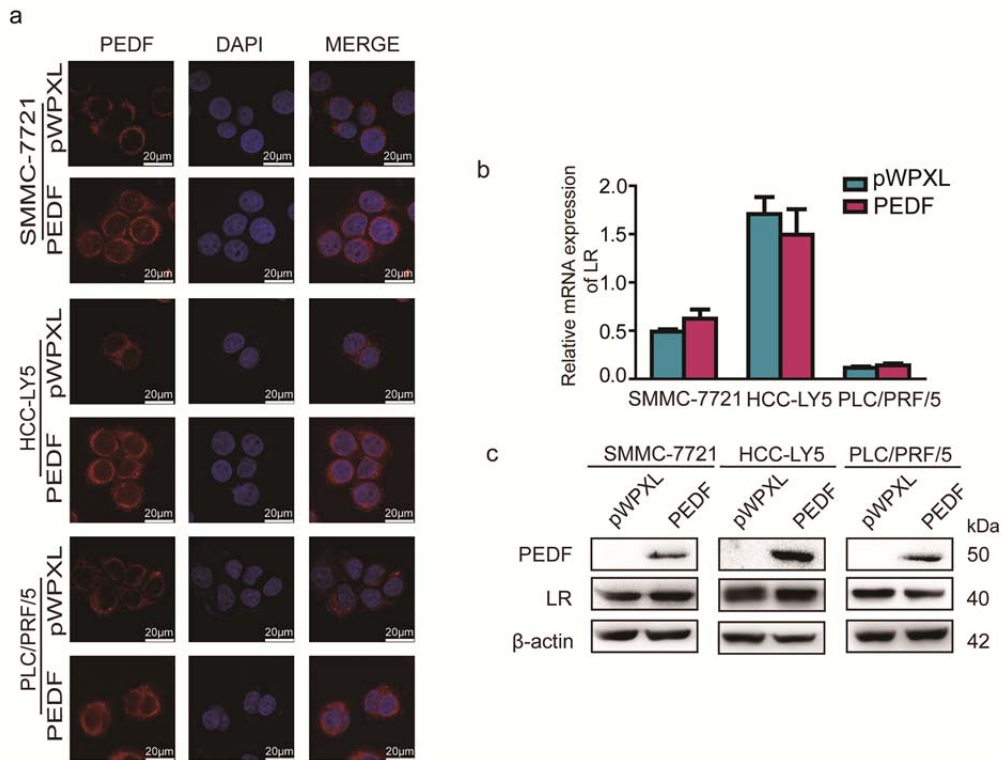 a
PEDF DAPI MERGE
SMMC-7721
pWPXL
20μm 20μm 20μm
PEDF
20μm 20μm 20μm
HCC-LY5
pWPXL
20μm 20μm 20μm
PEDF
20μm 20μm 20μm
PLC/PRF/5
pWPXL
20μm 20μm 20μm
PEDF
20μm 20μm 20μm
b
pWPXL
PEDF
Relative mRNA expression
of LR
2.0
1.5
1.0
0.5
0.0
SMMC-7721 HCC-LY5 PLC/PRF/5
c
SMMC-7721 HCC-LY5 PLC/PRF/5
pWPXL PEDF pWPXL PEDF pWPXL PEDF
kDa
PEDF 50
LR 40
β-actin 42